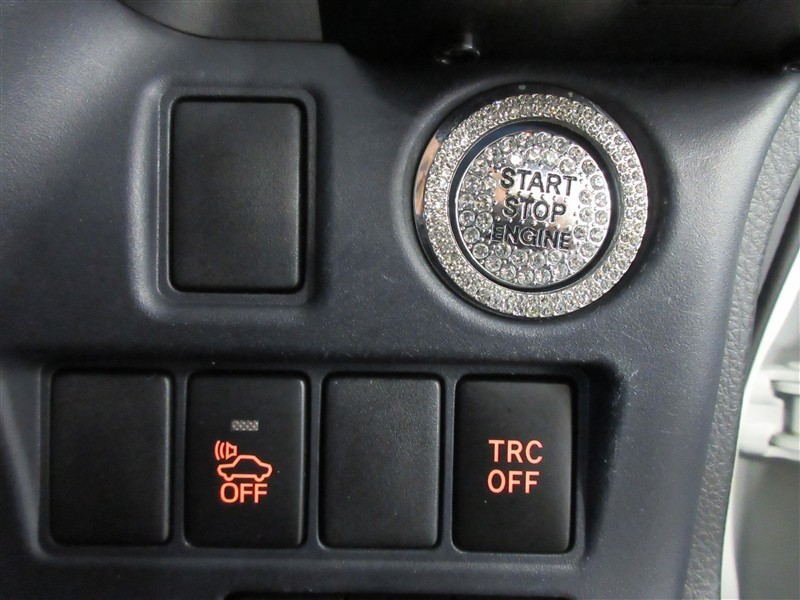 START
STOP
ENGINE
OFF
TRC
OFF